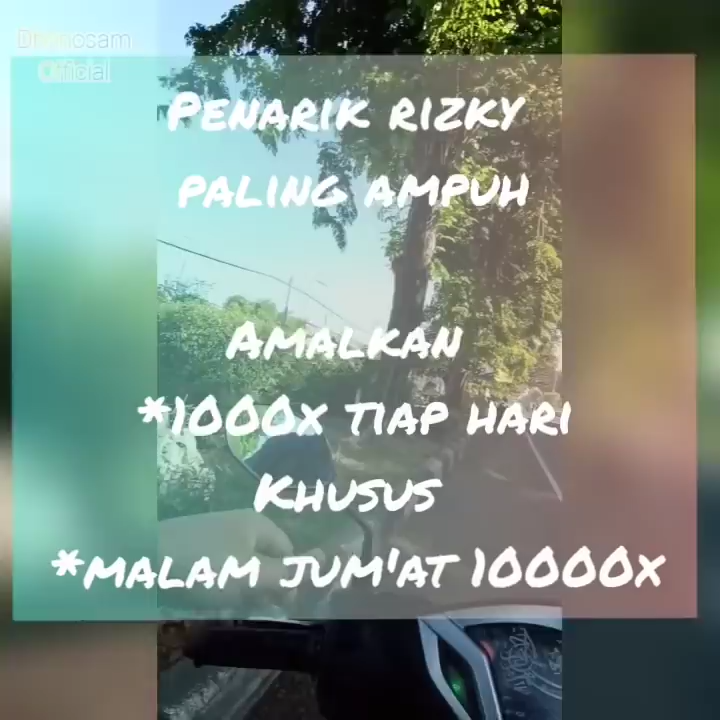 Official
PENARIK RIZKY
PALING AMPUH
AMALKAN
*1000X TIAP HARI
KHUSUS
*MALAM JUM'AT 10000X